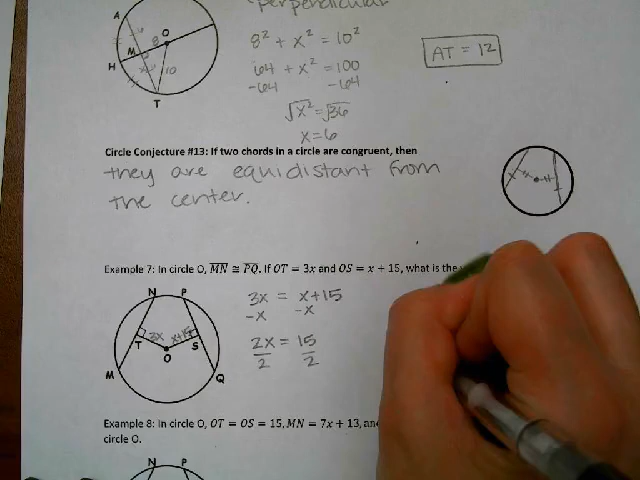 perpendicular
A
O
8
M
H
10
T
8² + x² = 10²
64 + x² = 100
-64 -64
√x² = √36
x = 6
AT = 12
Circle Conjecture #13: If two chords in a circle are congruent, then
they are equidistant from
the center.
Example 7: In circle O, MN ≅ PQ. If OT = 3x and OS = x + 15, what is the
N P
3x x+15
T S
O
M Q
3x = x+15
-x -x
2x = 15
2 2
Example 8: In circle O, OT = OS = 15, MN = 7x + 13, and
circle O.
N P